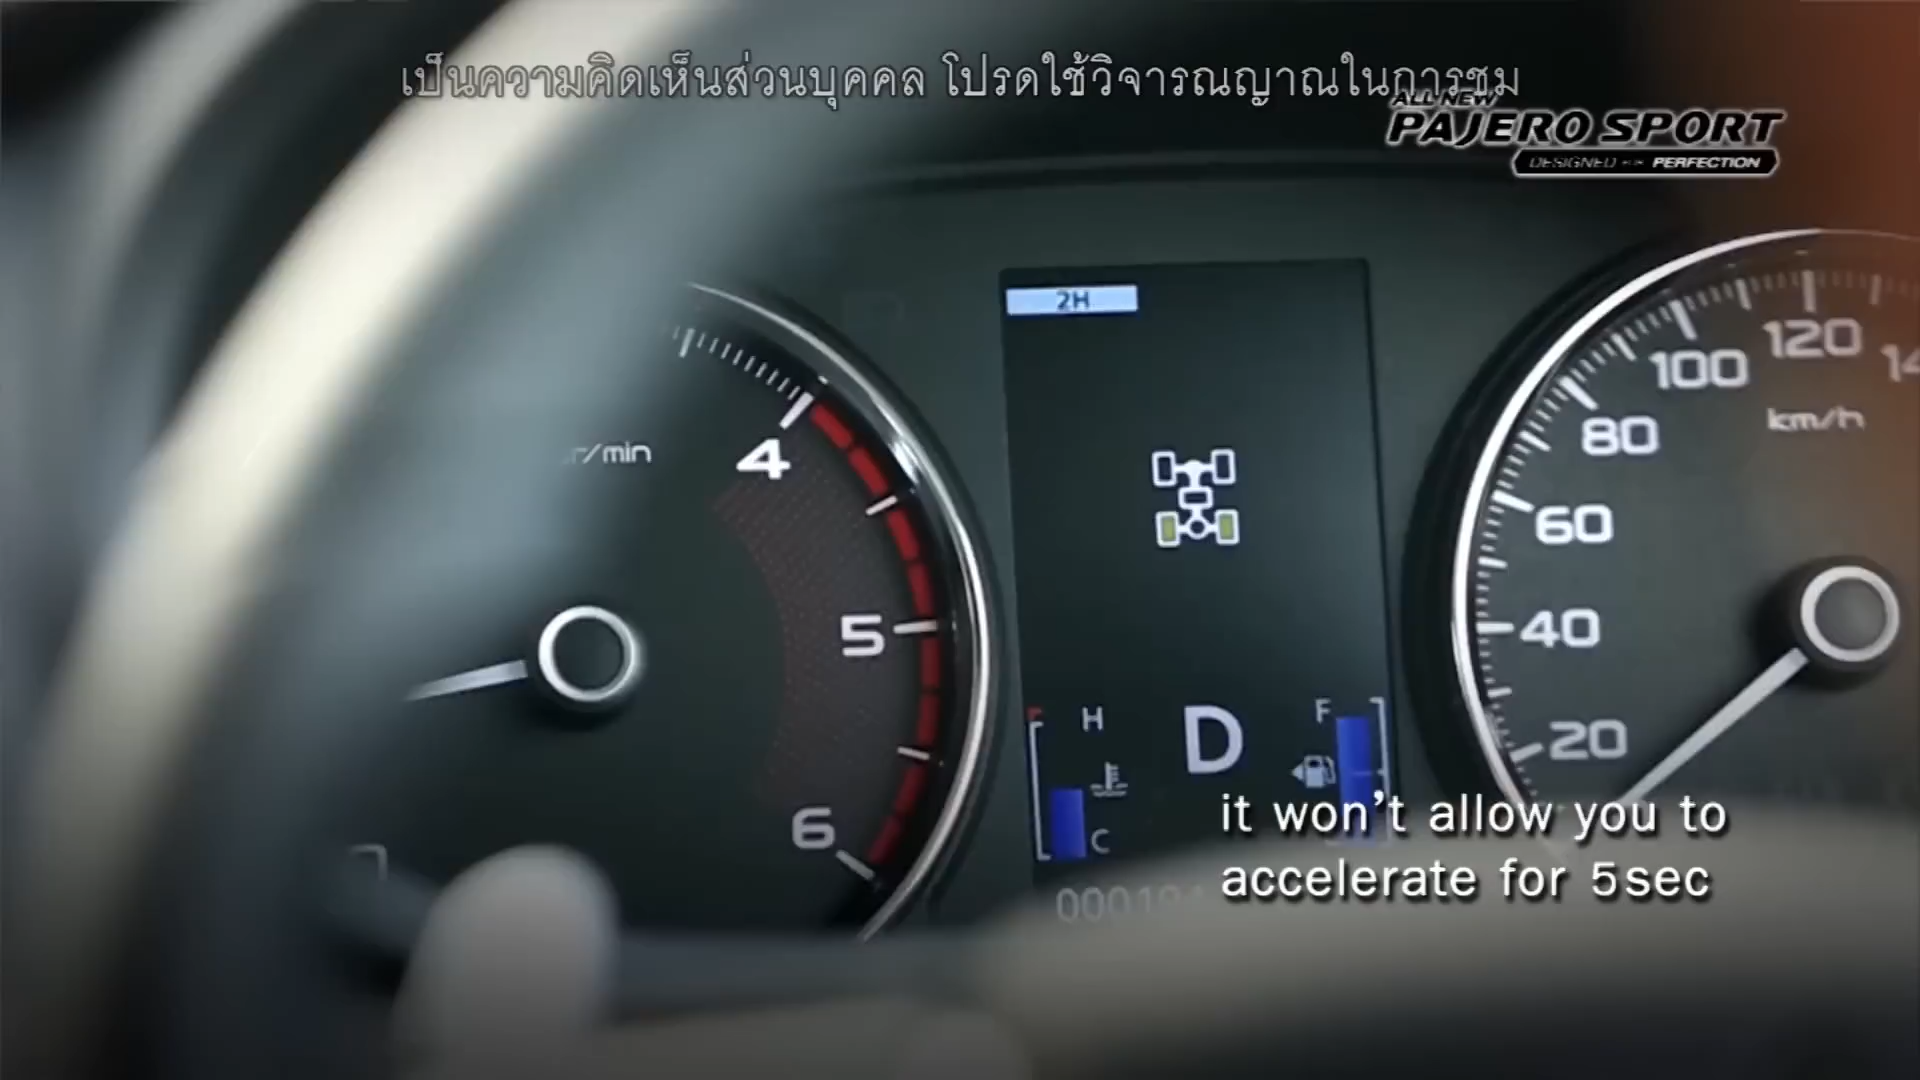 เป็นความคิดเห็นส่วนบุคคล โปรดใช้วิจารณญาณในการชม
ALL NEW
PAJERO SPORT
DESIGNED FOR PERFECTION
2H
r/min
4
5
6
H
C
D
F
120
100
80
60
40
20
km/h
it won't allow you to
accelerate for 5sec